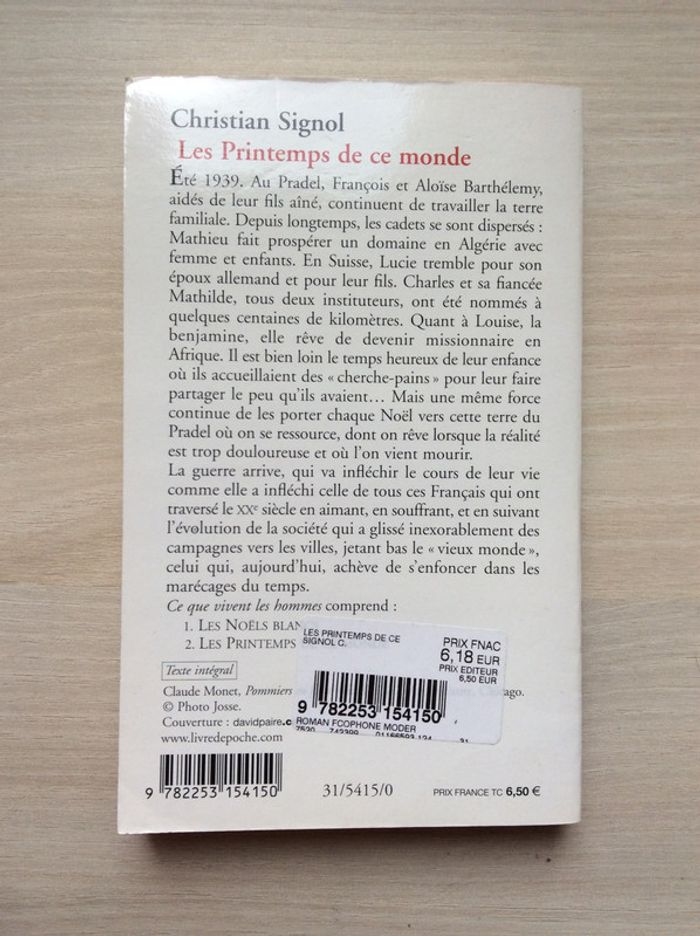 Christian Signol
Les Printemps de ce monde
Été 1939. Au Pradel, François et Aloïse Barthélemy,
aidés de leur fils aîné, continuent de travailler la terre
familiale. Depuis longtemps, les cadets se sont dispersés :
Mathieu fait prospérer un domaine en Algérie avec
femme et enfants. En Suisse, Lucie tremble pour son
époux allemand et pour leur fils. Charles et sa fiancée
Mathilde, tous deux instituteurs, ont été nommés à
quelques centaines de kilomètres. Quant à Louise, la
benjamine, elle rêve de devenir missionnaire en
Afrique. Il est bien loin le temps heureux de leur enfance
où ils accueillaient des « cherche-pains » pour leur faire
partager le peu qu'ils avaient… Mais une même force
continue de les porter chaque Noël vers cette terre du
Pradel où on se ressource, dont on rêve lorsque la réalité
est trop douloureuse et où l'on vient mourir.
La guerre arrive, qui va infléchir le cours de leur vie
comme elle a infléchi celle de tous ces Français qui ont
traversé le XXe siècle en aimant, en souffrant, et en suivant
l'évolution de la société qui a glissé inexorablement des
campagnes vers les villes, jetant bas le « vieux monde »,
celui qui, aujourd'hui, achève de s'enfoncer dans les
marécages du temps.
Ce que vivent les hommes comprend :
1. LES NOËLS BLAN
2. LES PRINTEMPS
LES PRINTEMPS DE CE
SIGNOL C.
PRIX FNAC
6,18 EUR
PRIX EDITEUR
6,50 EUR
9 782253 154150
ROMAN FCOPHONE MODER
Texte intégral
Claude Monet, Pommiers
© Photo Josse.
Couverture : davidpaire.c
www.livredepoche.com
9 782253 154150
31/5415/0
PRIX FRANCE TC 6,50 €